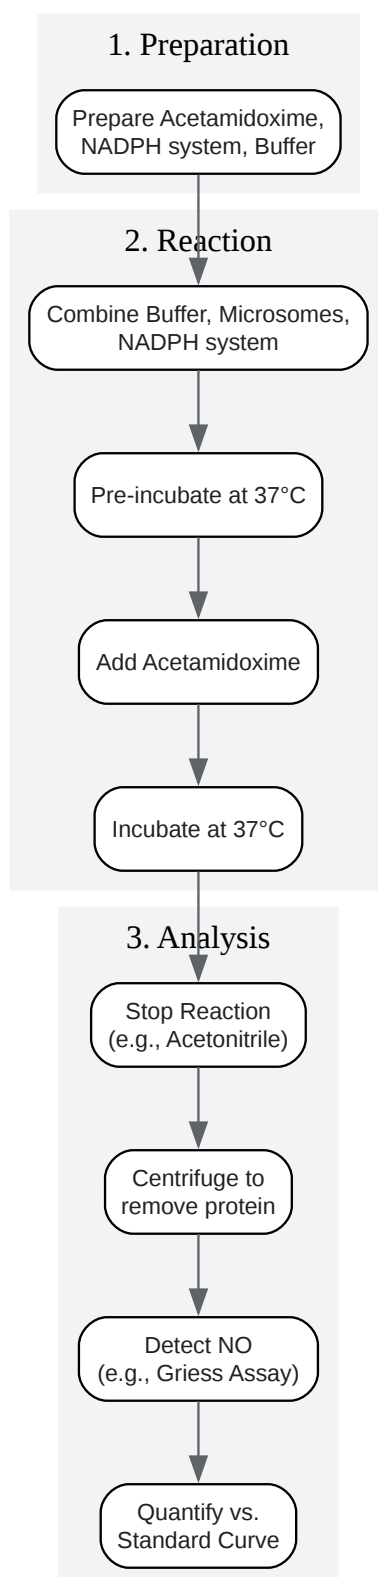 1. Preparation
Prepare Acetamidoxime,
NADPH system, Buffer
2. Reaction
Combine Buffer, Microsomes,
NADPH system
Pre-incubate at 37°C
Add Acetamidoxime
Incubate at 37°C
3. Analysis
Stop Reaction
(e.g., Acetonitrile)
Centrifuge to
remove protein
Detect NO
(e.g., Griess Assay)
Quantify vs.
Standard Curve